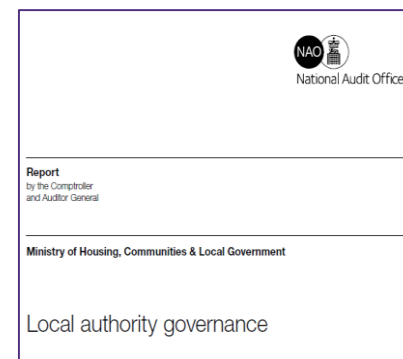 NAO
National Audit Office
Report
by the Comptroller
and Auditor General
Ministry of Housing, Communities & Local Government
Local authority governance